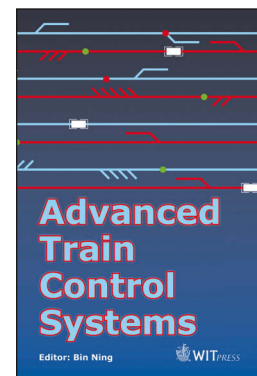 Advanced
Train
Control
Systems
Editor: Bin Ning
WITPRESS